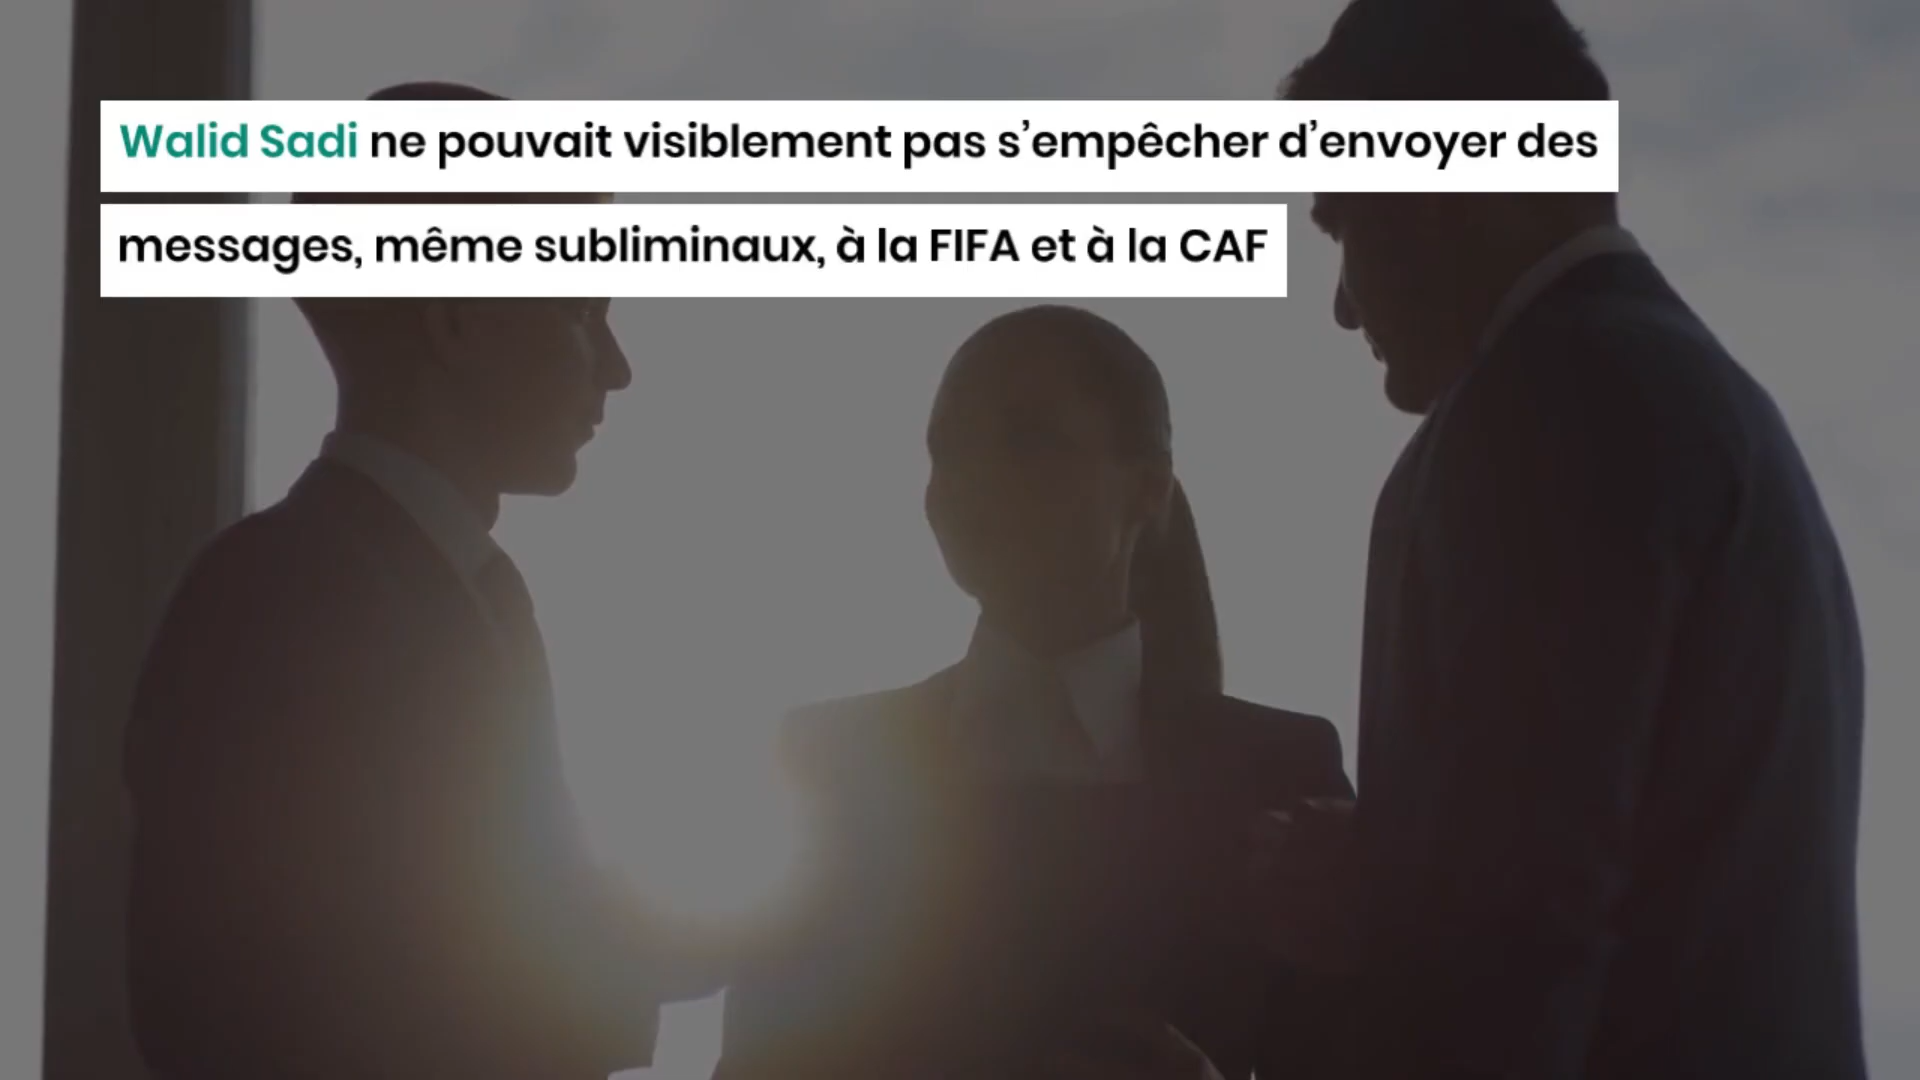 Walid Sadi ne pouvait visiblement pas s’empêcher d’envoyer des
messages, même subliminaux, à la FIFA et à la CAF